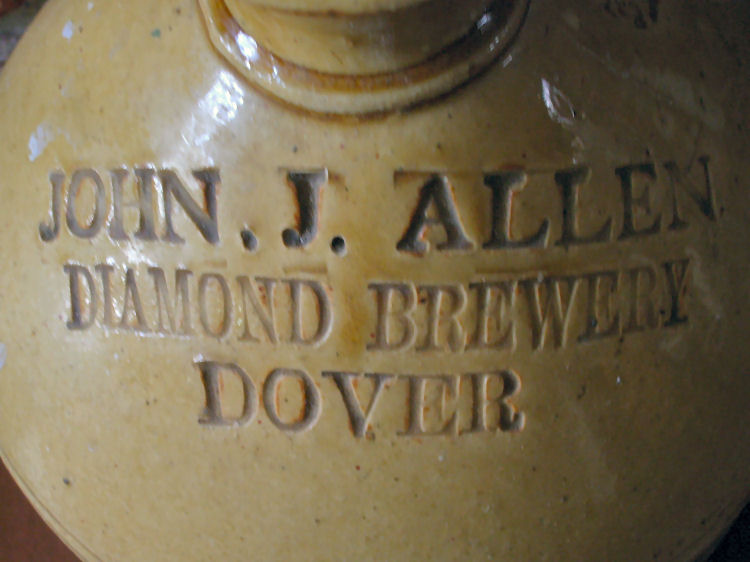 JOHN.J. ALLEN
DIAMOND BREWERY
DOVER